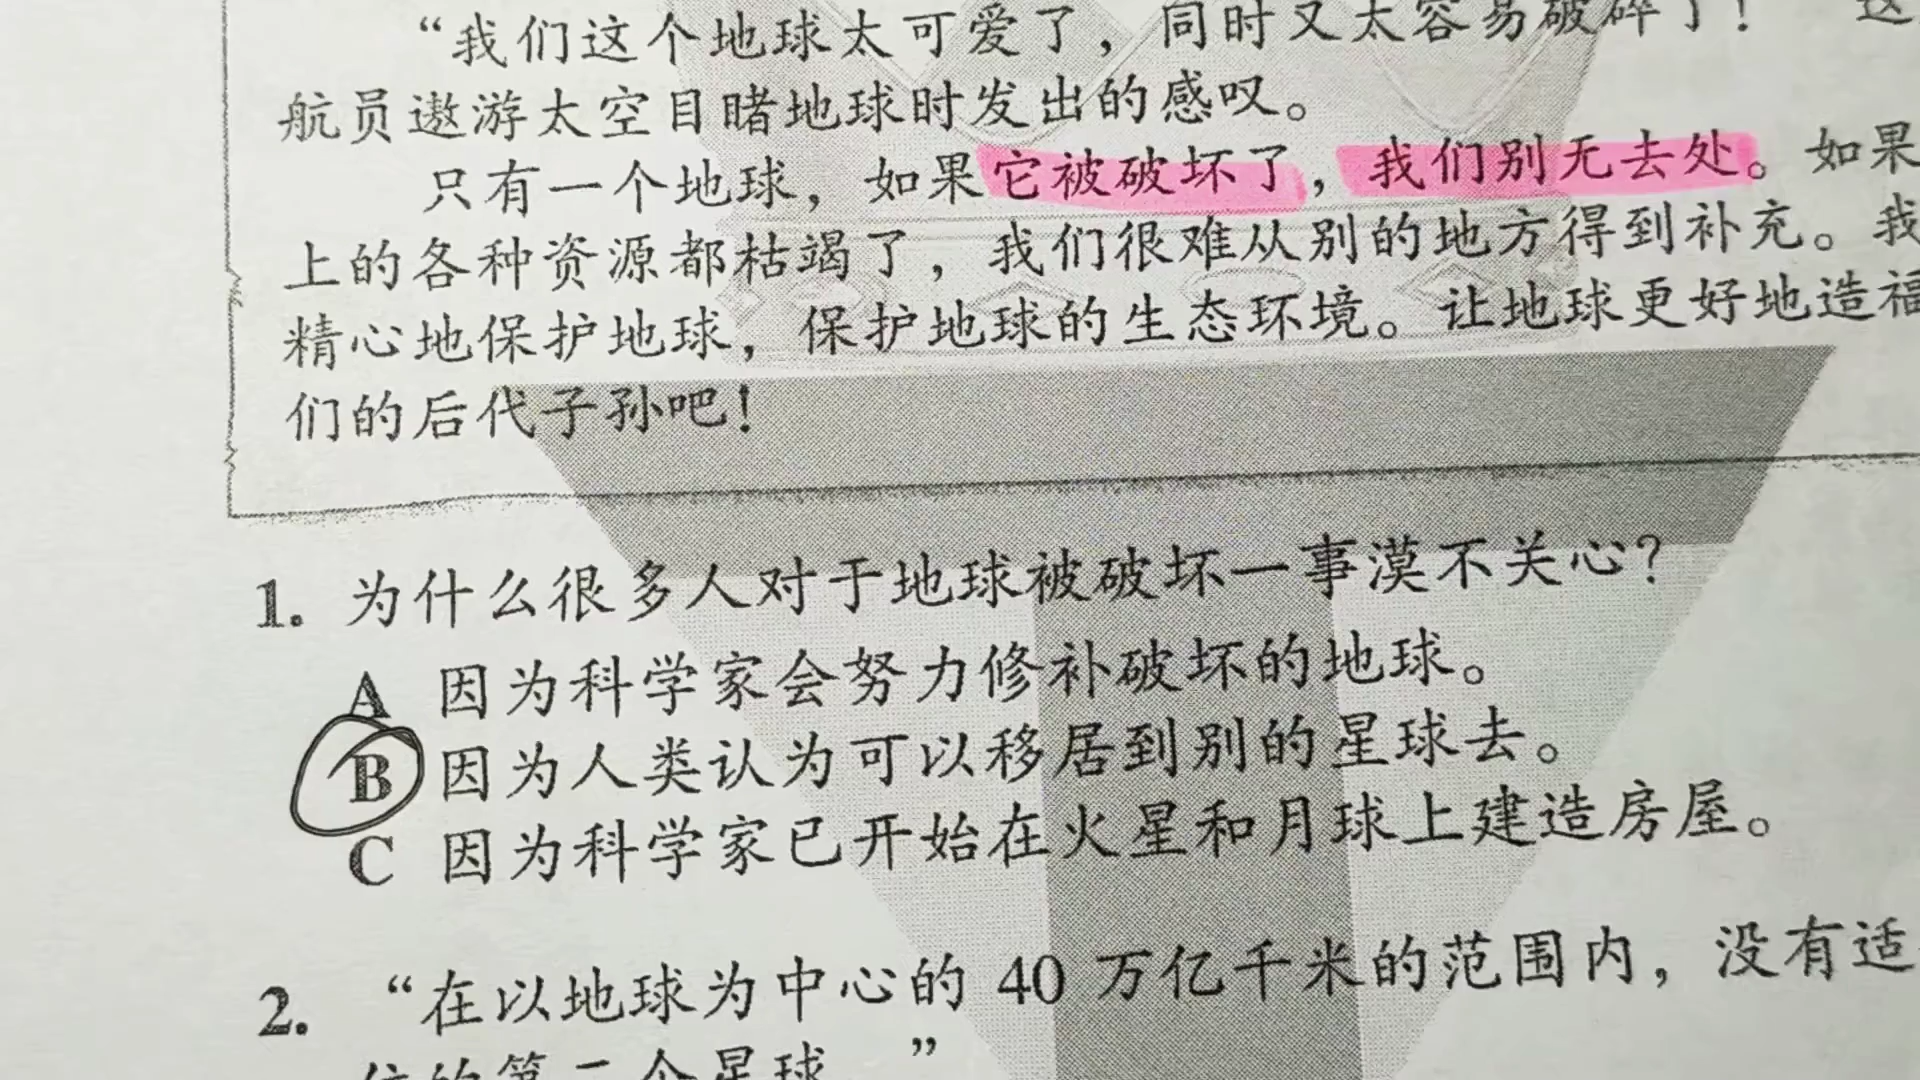 “我们这个地球太可爱了，同时又太容易破碎了！” 这
航员遨游太空目睹地球时发出的感叹。
只有一个地球，如果它被破坏了，我们别无去处。如果
上的各种资源都枯竭了，我们很难从别的地方得到补充。我
精心地保护地球，保护地球的生态环境。让地球更好地造福
们的后代子孙吧！
1. 为什么很多人对于地球被破坏一事漠不关心？
A 因为科学家会努力修补破坏的地球。
B 因为人类认为可以移居到别的星球去。
C 因为科学家已开始在火星和月球上建造房屋。
2. “在以地球为中心的 40 万亿千米的范围内，没有适
住的第二个星球。”